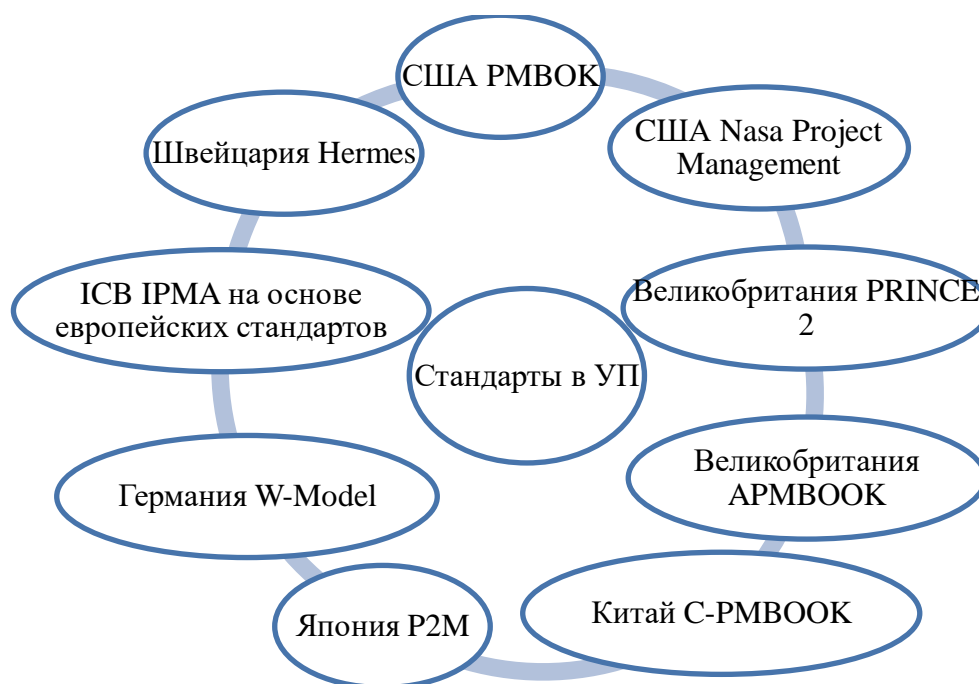 США PMBOK
США Nasa Project
Management
Великобритания PRINCE
2
Великобритания
APMBOOK
Китай C-PMBOOK
Япония P2M
Германия W-Model
ICB IPMA на основе
европейских стандартов
Швейцария Hermes
Стандарты в УП